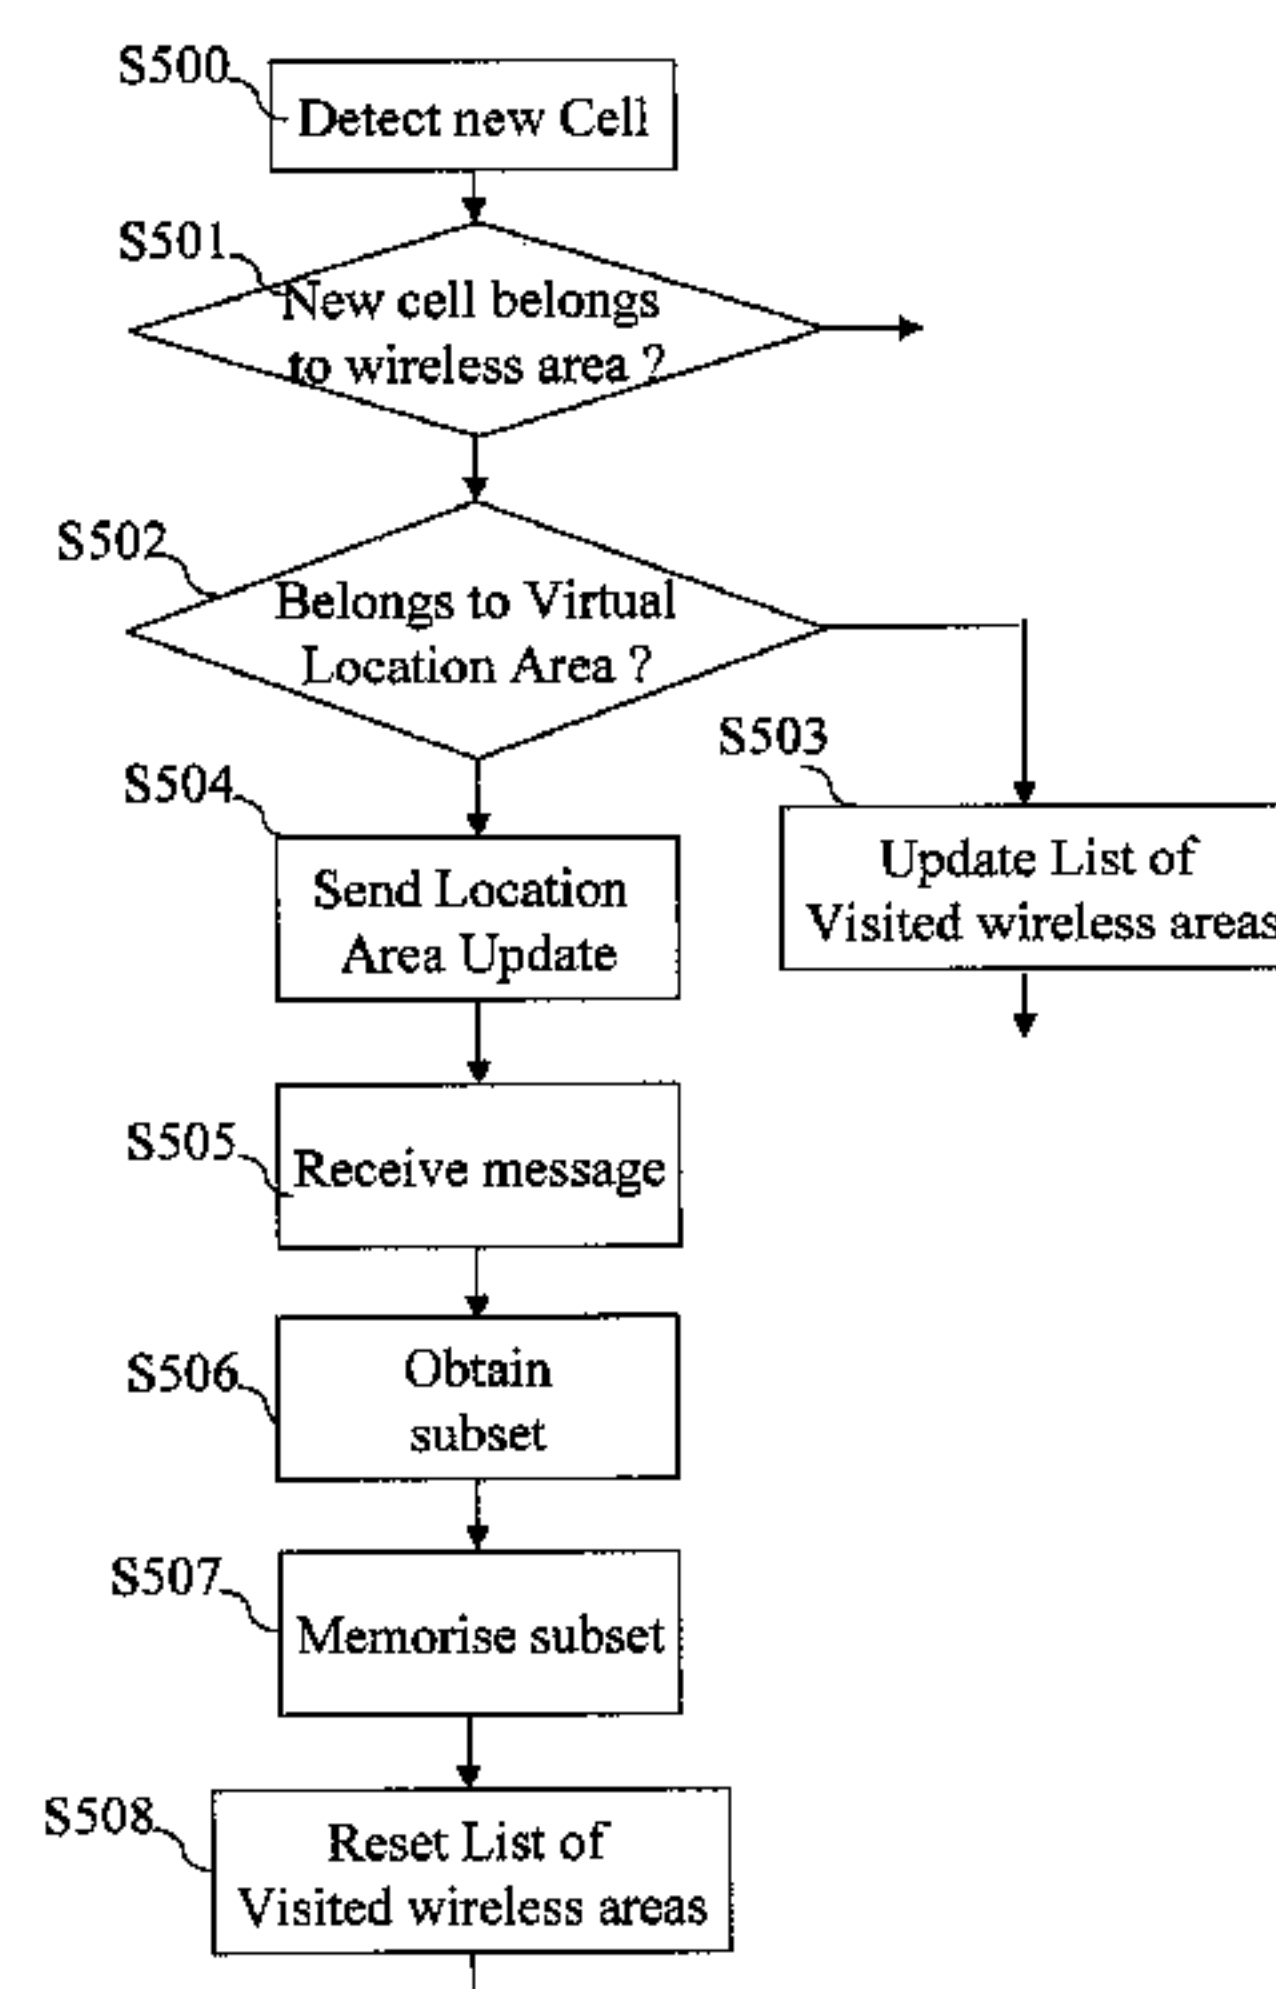 S500
Detect new Cell
S501
New cell belongs
to wireless area ?
S502
Belongs to Virtual
Location Area ?
S503
Update List of
Visited wireless areas
S504
Send Location
Area Update
S505
Receive message
S506
Obtain
subset
S507
Memorise subset
S508
Reset List of
Visited wireless areas